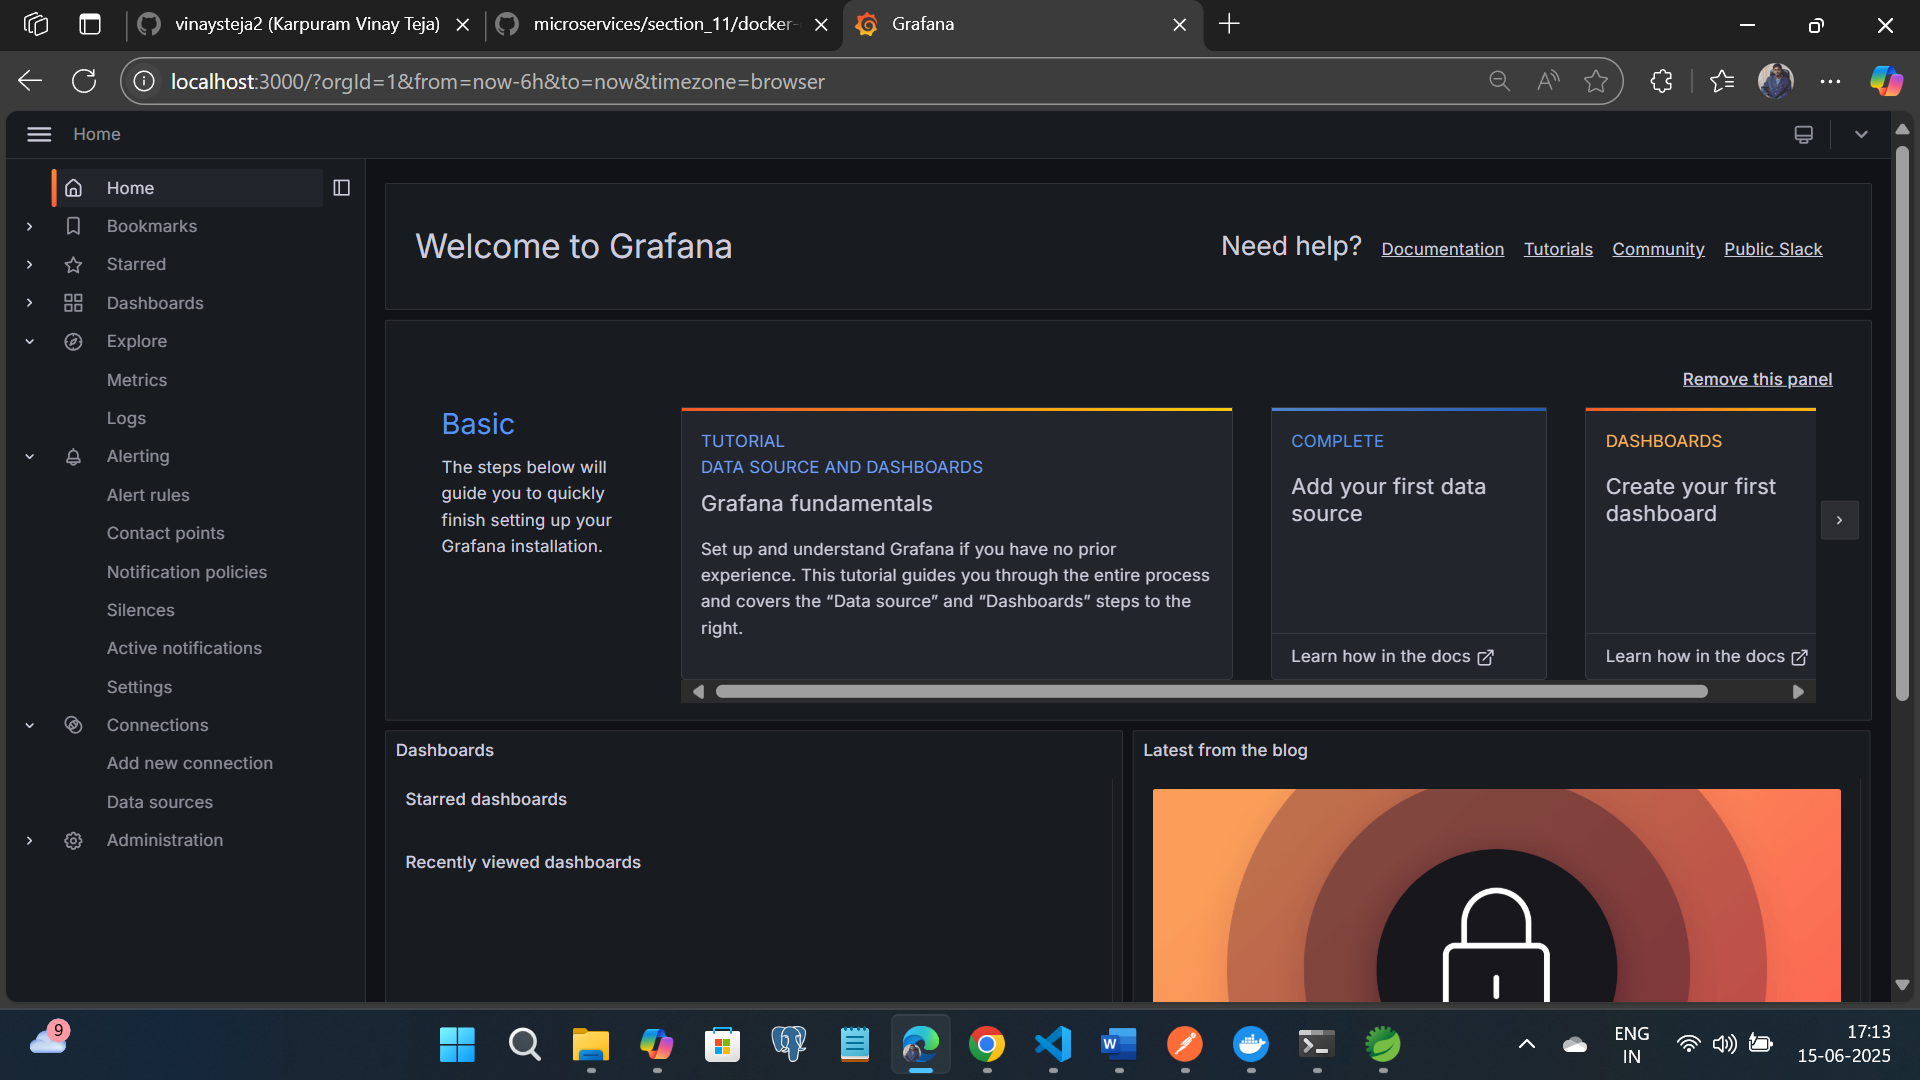 vinaysteja2 (Karpuram Vinay Teja)
microservices/section_11/docker-
Grafana
localhost:3000/?orgId=1&from=now-6h&to=now&timezone=browser
Home
Home
Bookmarks
Starred
Dashboards
Explore
Metrics
Logs
Alerting
Alert rules
Contact points
Notification policies
Silences
Active notifications
Settings
Connections
Add new connection
Data sources
Administration
Welcome to Grafana
Need help? Documentation Tutorials Community Public Slack
Remove this panel
Basic
The steps below will
guide you to quickly
finish setting up your
Grafana installation.
TUTORIAL
DATA SOURCE AND DASHBOARDS
Grafana fundamentals
Set up and understand Grafana if you have no prior
experience. This tutorial guides you through the entire process
and covers the “Data source” and “Dashboards” steps to the
right.
COMPLETE
Add your first data
source
Learn how in the docs
DASHBOARDS
Create your first
dashboard
Learn how in the docs
Dashboards
Starred dashboards
Recently viewed dashboards
Latest from the blog
9
W
ENG
IN
17:13
15-06-2025